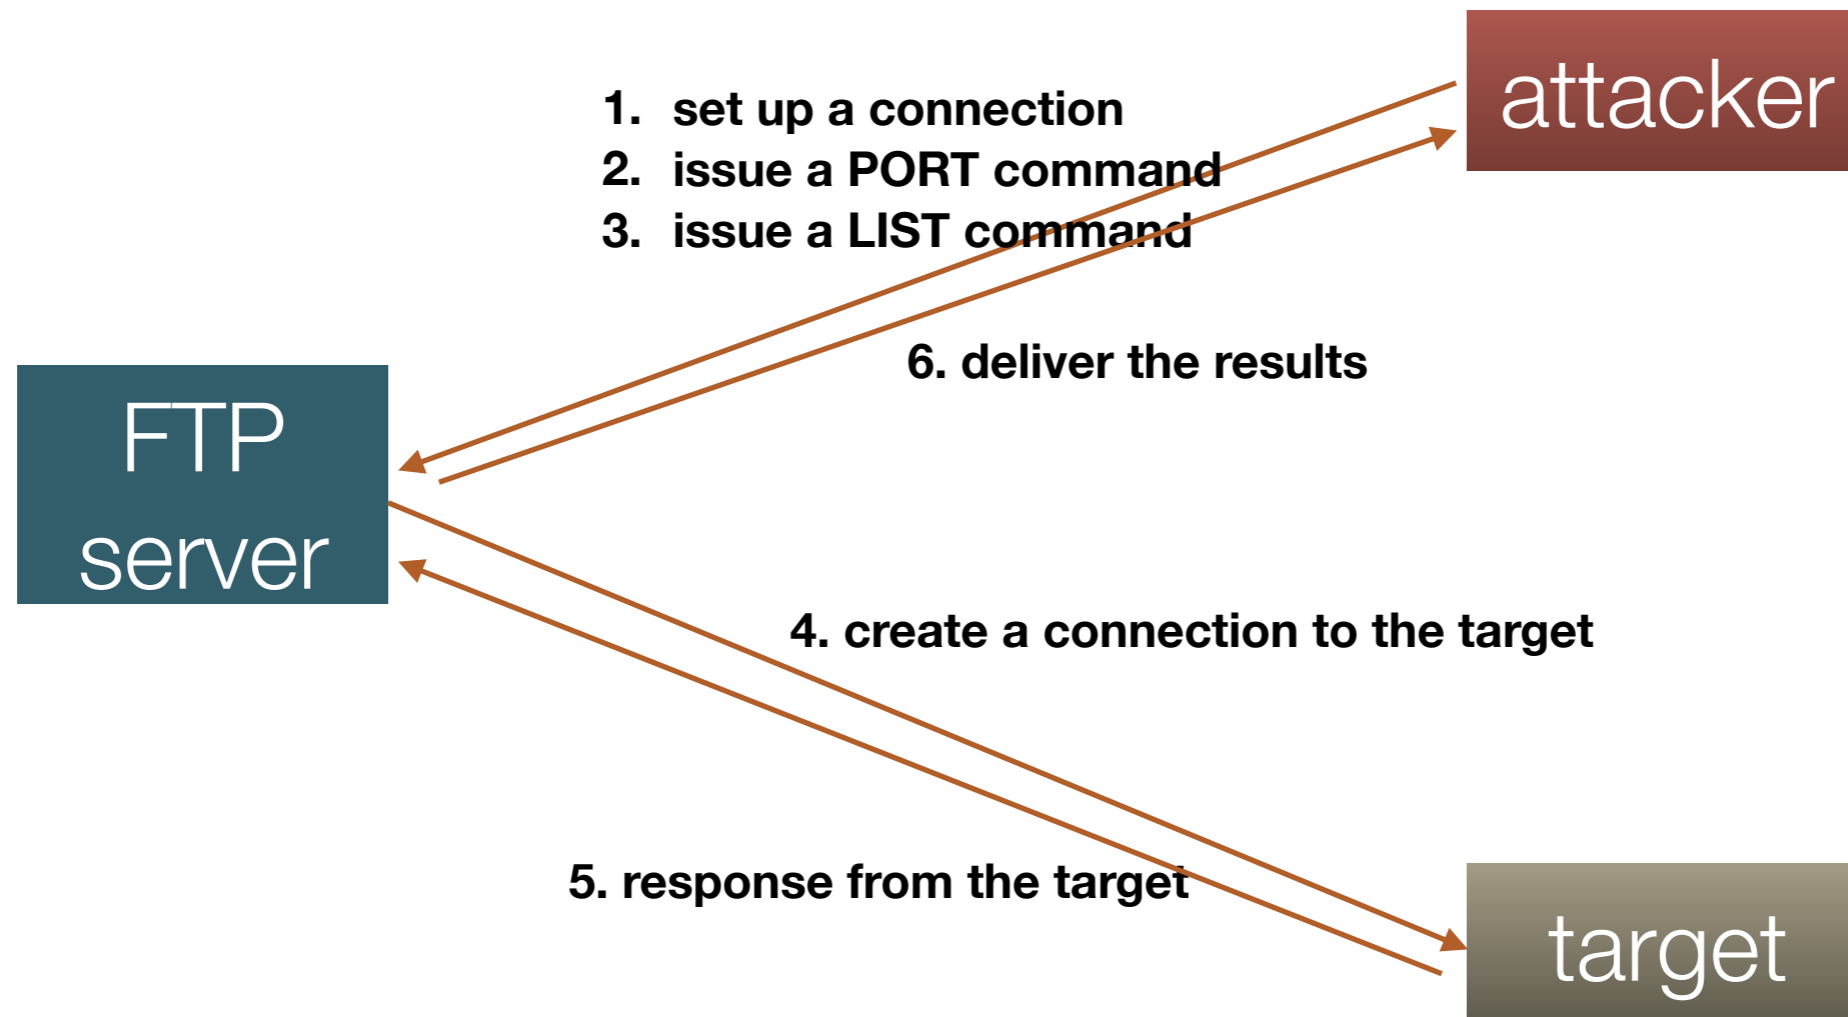 attacker
1. set up a connection
2. issue a PORT command
3. issue a LIST command
6. deliver the results
FTP
server
4. create a connection to the target
5. response from the target
target